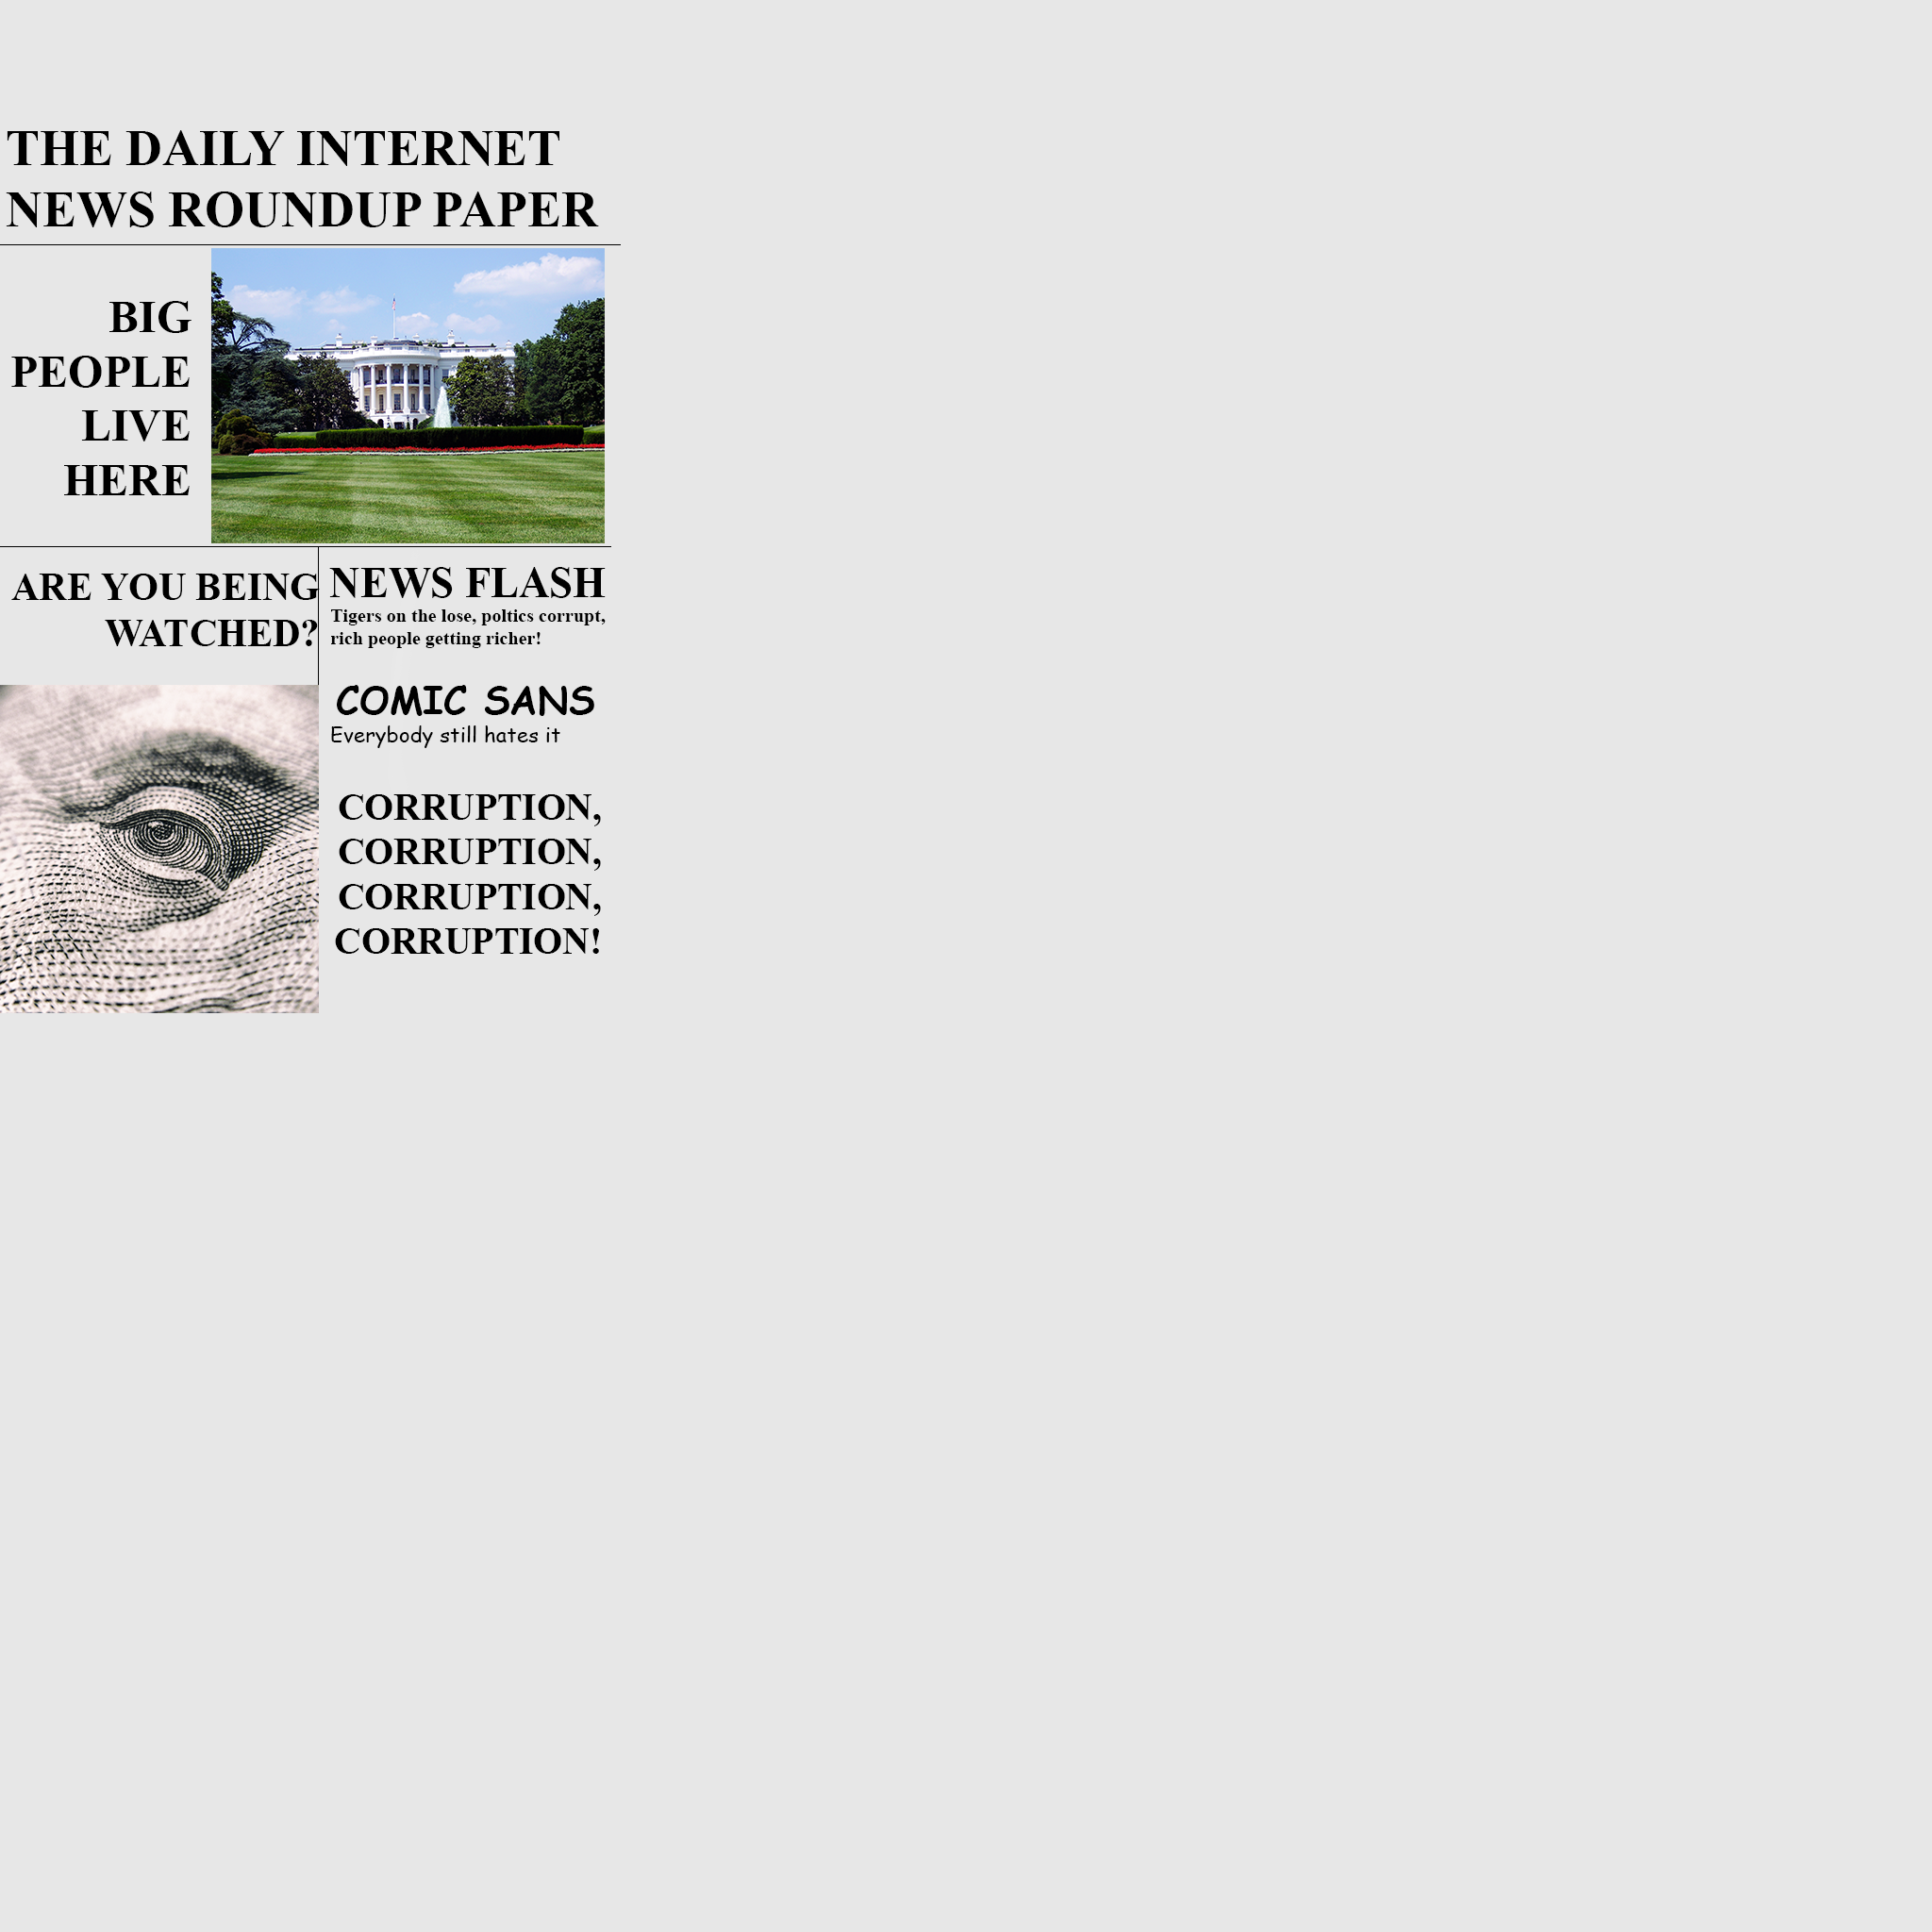 THE DAILY INTERNET
NEWS ROUNDUP PAPER
BIG
PEOPLE
LIVE
HERE
ARE YOU BEING
WATCHED?
NEWS FLASH
Tigers on the lose, poltics corrupt,
rich people getting richer!
COMIC SANS
Everybody still hates it
CORRUPTION,
CORRUPTION,
CORRUPTION,
CORRUPTION!